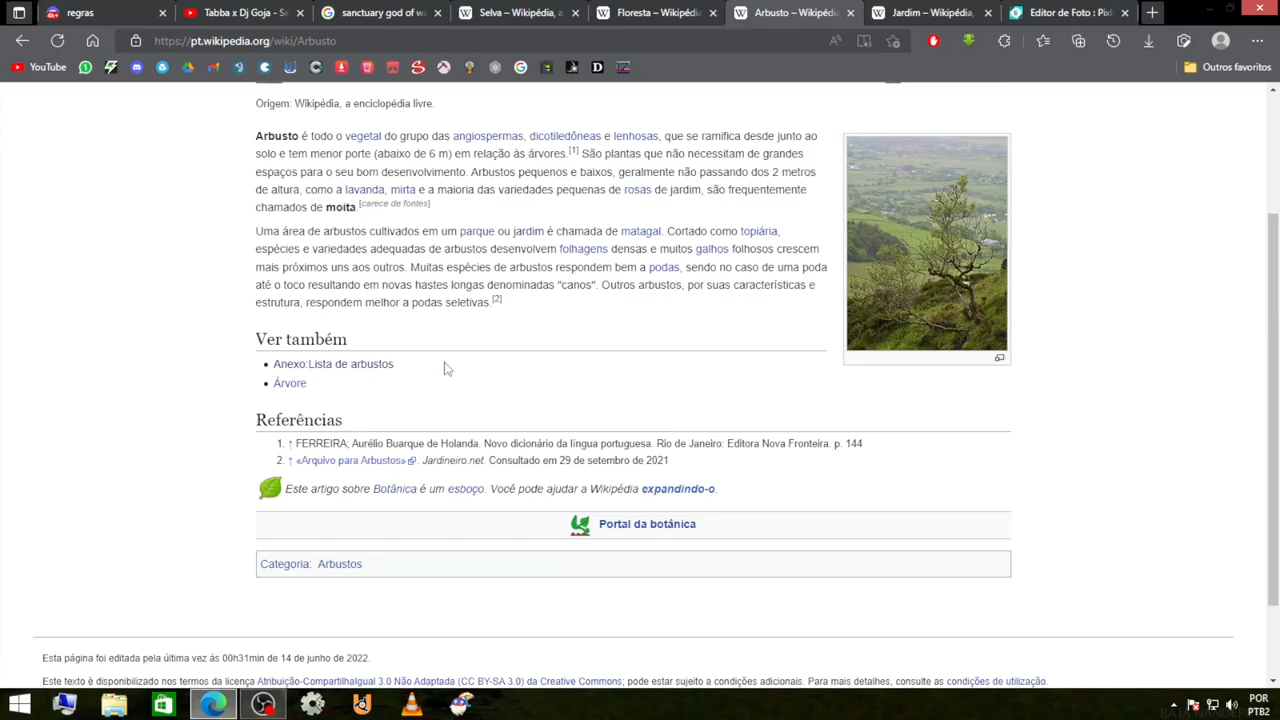 regras
Tabba x Dj Goja - Se
sanctuary god of w
Selva – Wikipédia, a
Floresta – Wikipédia
Arbusto – Wikipédi
Jardim – Wikipédia,
Editor de Foto : Pixl
https://pt.wikipedia.org/wiki/Arbusto
YouTube
Outros favoritos
Origem: Wikipédia, a enciclopédia livre.
Arbusto é todo o vegetal do grupo das angiospermas, dicotiledôneas e lenhosas, que se ramifica desde junto ao
solo e tem menor porte (abaixo de 6 m) em relação às árvores.[1] São plantas que não necessitam de grandes
espaços para o seu bom desenvolvimento. Arbustos pequenos e baixos, geralmente não passando dos 2 metros
de altura, como a lavanda, mirta e a maioria das variedades pequenas de rosas de jardim, são frequentemente
chamados de moita.[carece de fontes]
Uma área de arbustos cultivados em um parque ou jardim é chamada de matagal. Cortado como topiária,
espécies e variedades adequadas de arbustos desenvolvem folhagens densas e muitos galhos folhosos crescem
mais próximos uns aos outros. Muitas espécies de arbustos respondem bem a podas, sendo no caso de uma poda
até o toco resultando em novas hastes longas denominadas "canos". Outros arbustos, por suas características e
estrutura, respondem melhor a podas seletivas.[2]
Ver também
Anexo:Lista de arbustos
Árvore
Referências
1. ↑ FERREIRA; Aurélio Buarque de Holanda. Novo dicionário da língua portuguesa. Rio de Janeiro: Editora Nova Fronteira. p. 144
2. ↑ «Arquivo para Arbustos». Jardineiro.net. Consultado em 29 de setembro de 2021
Este artigo sobre Botânica é um esboço. Você pode ajudar a Wikipédia expandindo-o.
Portal da botânica
Categoria: Arbustos
Esta página foi editada pela última vez às 00h31min de 14 de junho de 2022.
Este texto é disponibilizado nos termos da licença Atribuição-CompartilhaIgual 3.0 Não Adaptada (CC BY-SA 3.0) da Creative Commons; pode estar sujeito a condições adicionais. Para mais detalhes, consulte as condições de utilização.
POR
PTB2